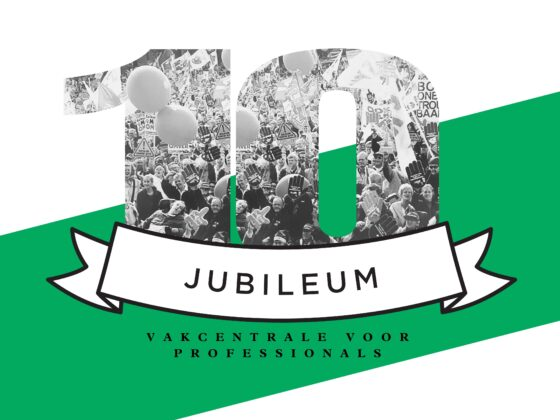 10
JUBILEUM
VAKCENTRALE VOOR
PROFESSIONALS